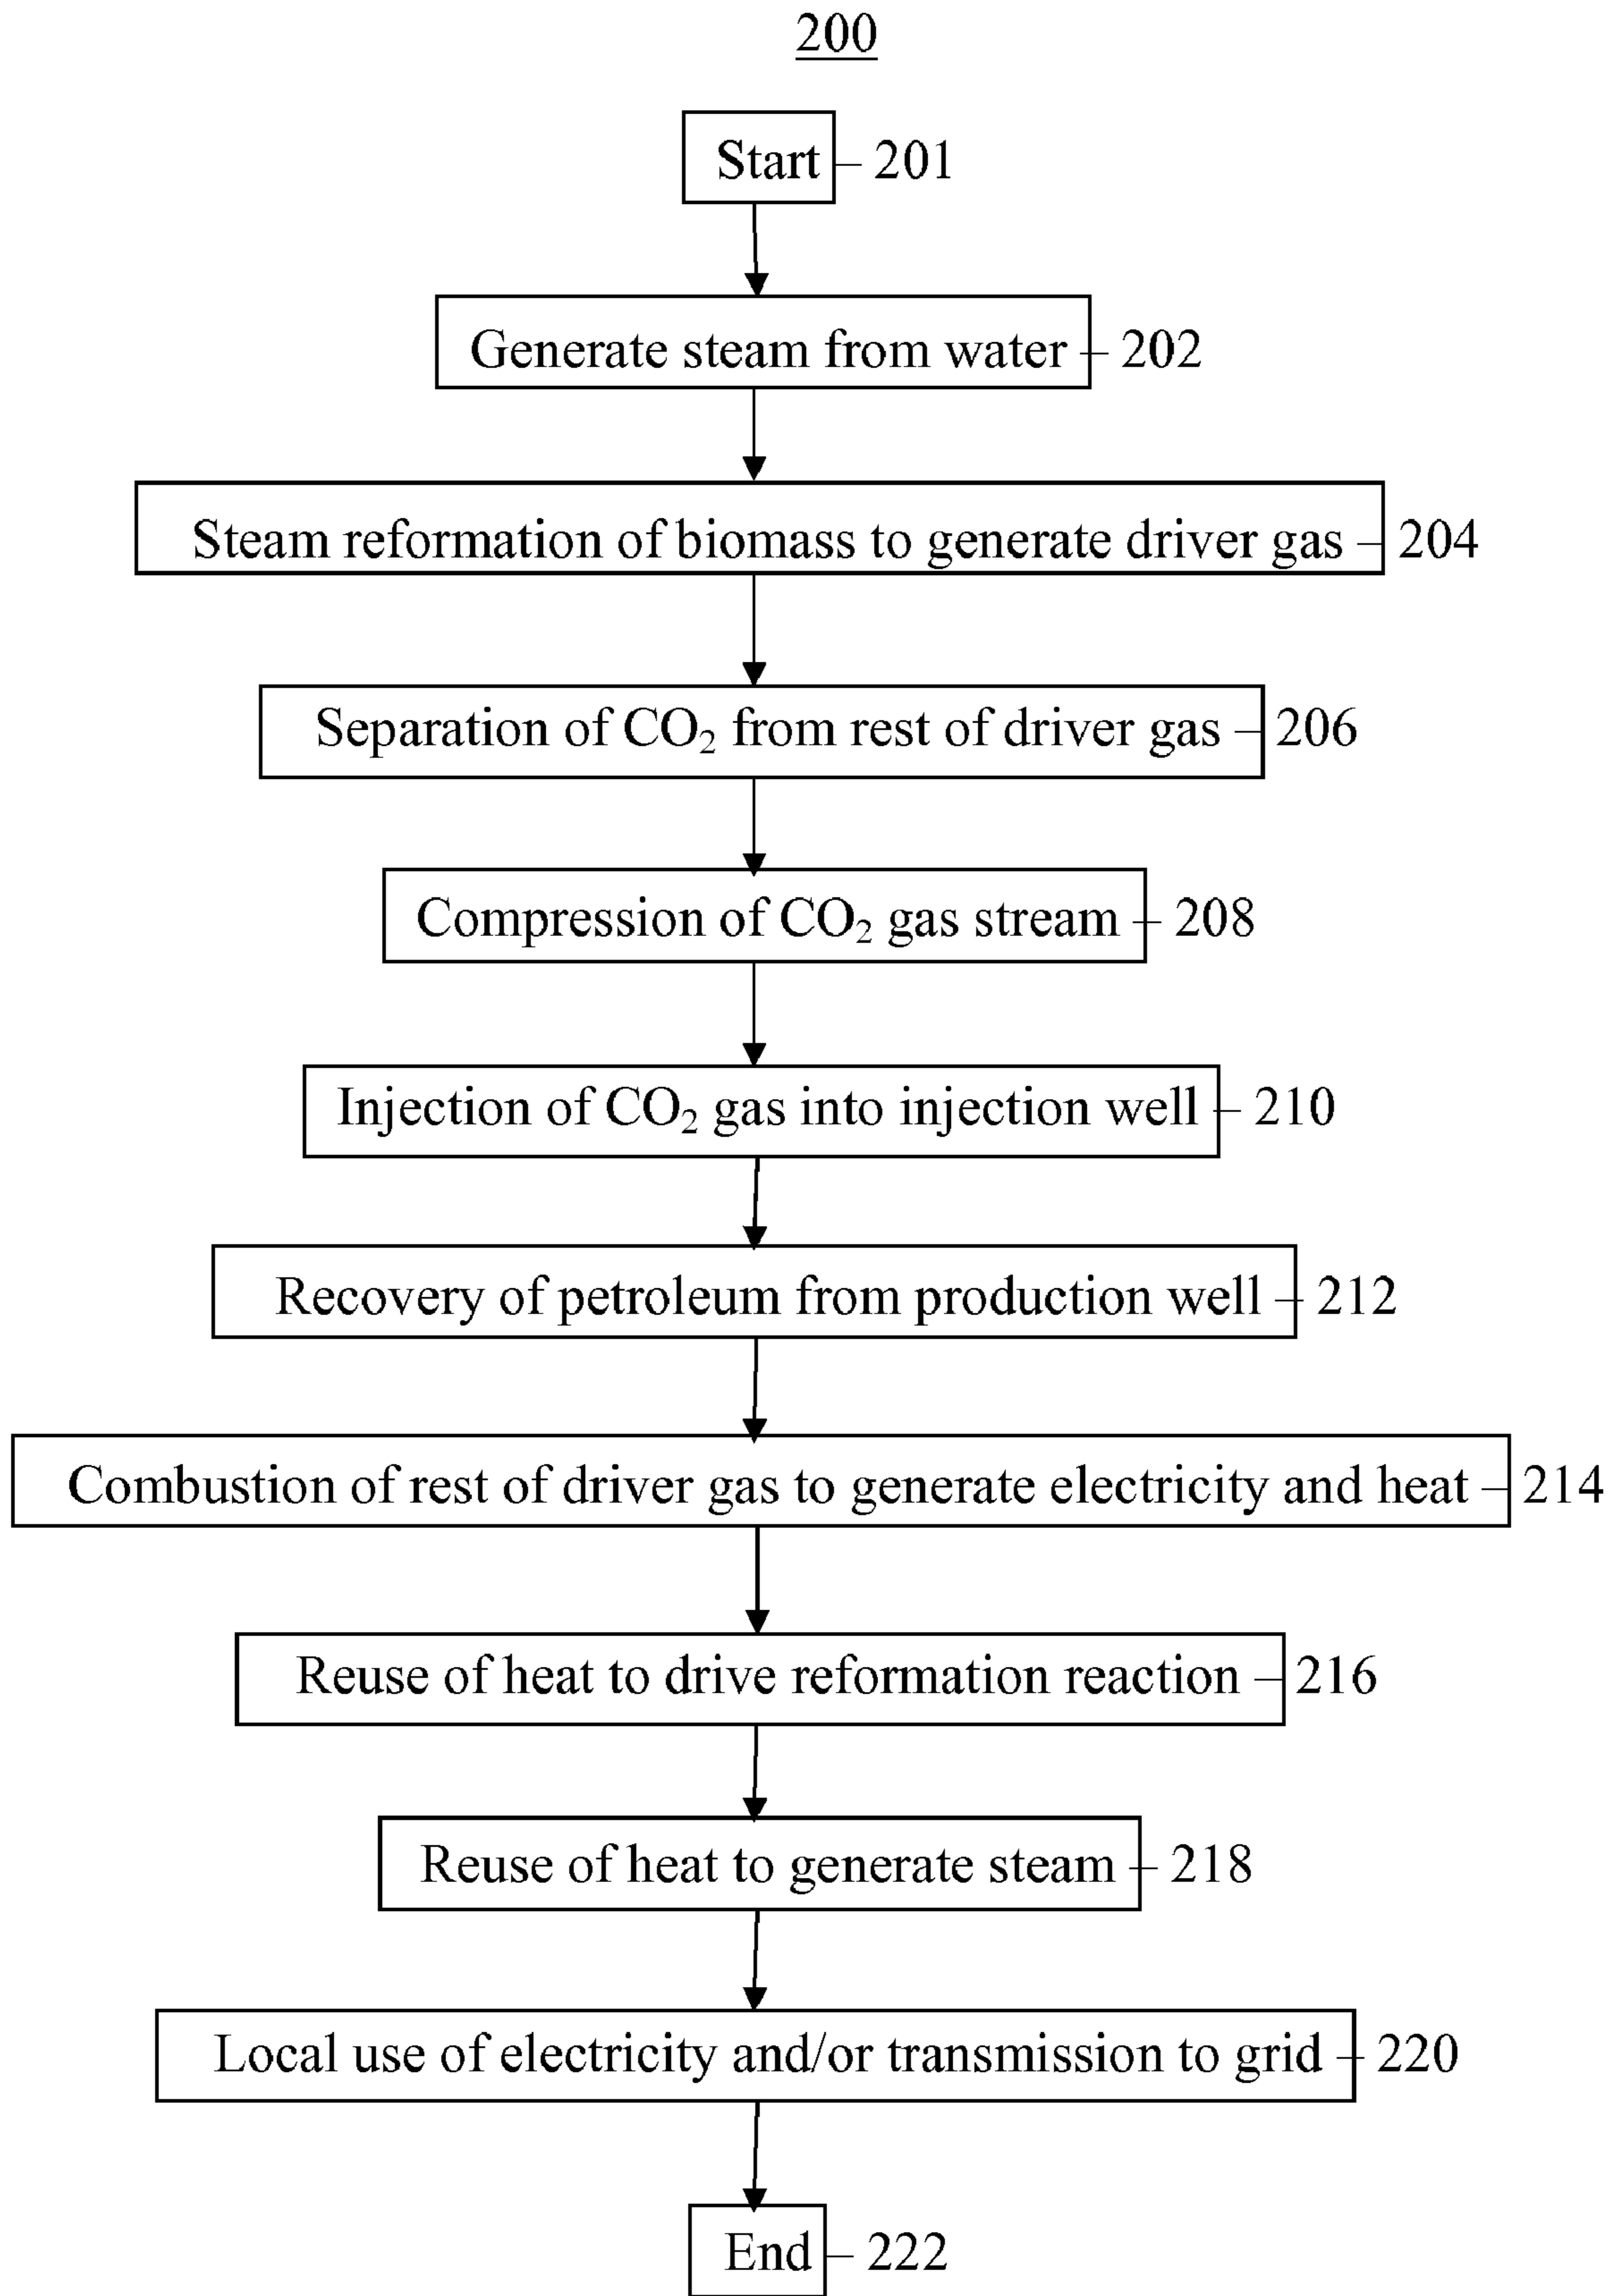 200
Start 201
Generate steam from water 202
Steam reformation of biomass to generate driver gas 204
Separation of CO₂ from rest of driver gas 206
Compression of CO₂ gas stream 208
Injection of CO₂ gas into injection well 210
Recovery of petroleum from production well 212
Combustion of rest of driver gas to generate electricity and heat 214
Reuse of heat to drive reformation reaction 216
Reuse of heat to generate steam 218
Local use of electricity and/or transmission to grid 220
End 222